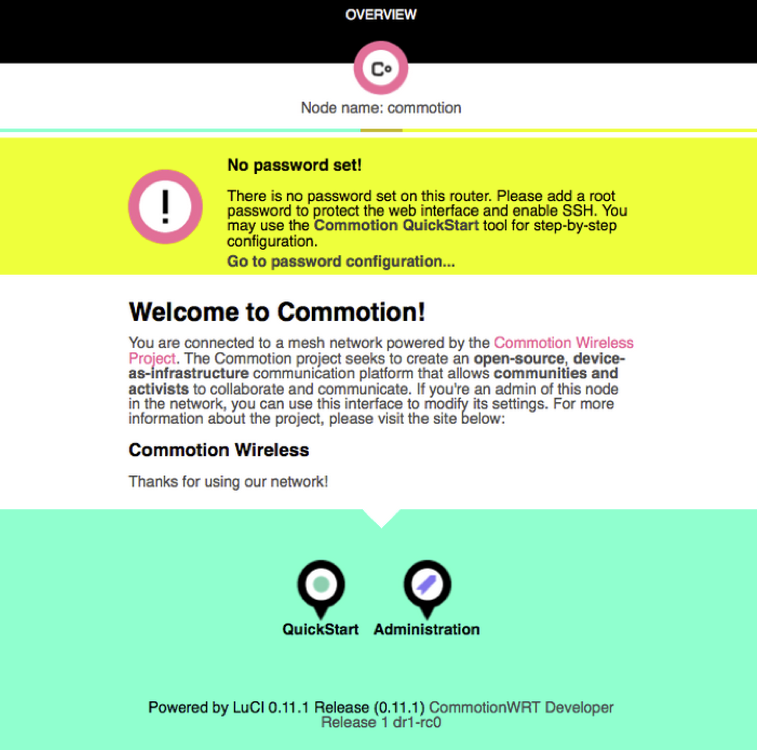 OVERVIEW
Co
Node name: commotion
!
No password set!
There is no password set on this router. Please add a root
password to protect the web interface and enable SSH. You
may use the Commotion QuickStart tool for step-by-step
configuration.
Go to password configuration...
Welcome to Commotion!
You are connected to a mesh network powered by the Commotion Wireless
Project. The Commotion project seeks to create an open-source, device-
as-infrastructure communication platform that allows communities and
activists to collaborate and communicate. If you're an admin of this node
in the network, you can use this interface to modify its settings. For more
information about the project, please visit the site below:
Commotion Wireless
Thanks for using our network!
QuickStart Administration
Powered by LuCI 0.11.1 Release (0.11.1) CommotionWRT Developer
Release 1 dr1-rc0